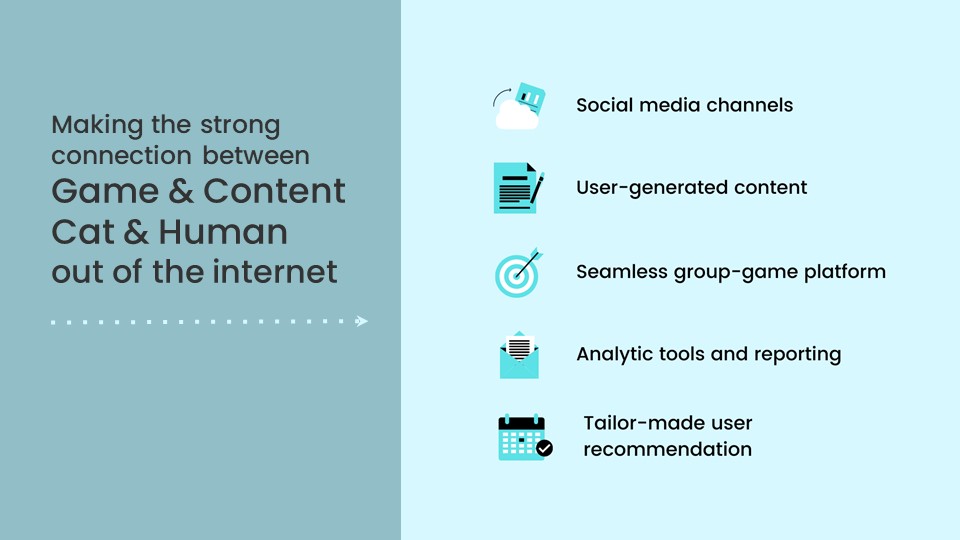 Making the strong
connection between
Game & Content
Cat & Human
out of the internet
Social media channels
User-generated content
Seamless group-game platform
Analytic tools and reporting
Tailor-made user
recommendation